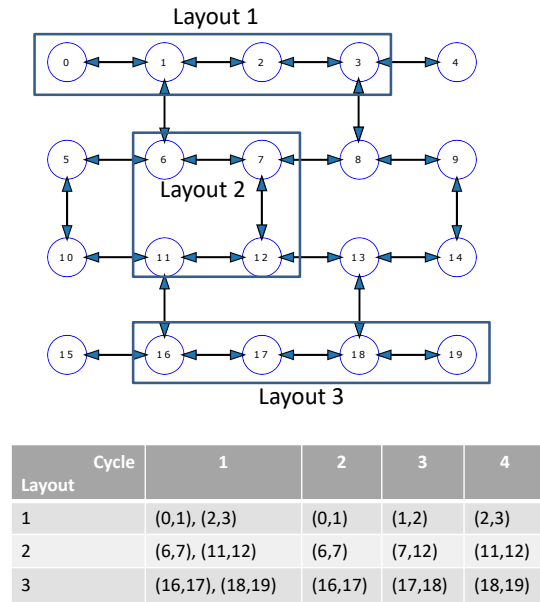 Layout 1
0 1 2 3 4
5 6 7 8 9
Layout 2
10 11 12 13 14
15 16 17 18 19
Layout 3
Cycle 1 2 3 4
Layout
1 (0,1), (2,3) (0,1) (1,2) (2,3)
2 (6,7), (11,12) (6,7) (7,12) (11,12)
3 (16,17), (18,19) (16,17) (17,18) (18,19)